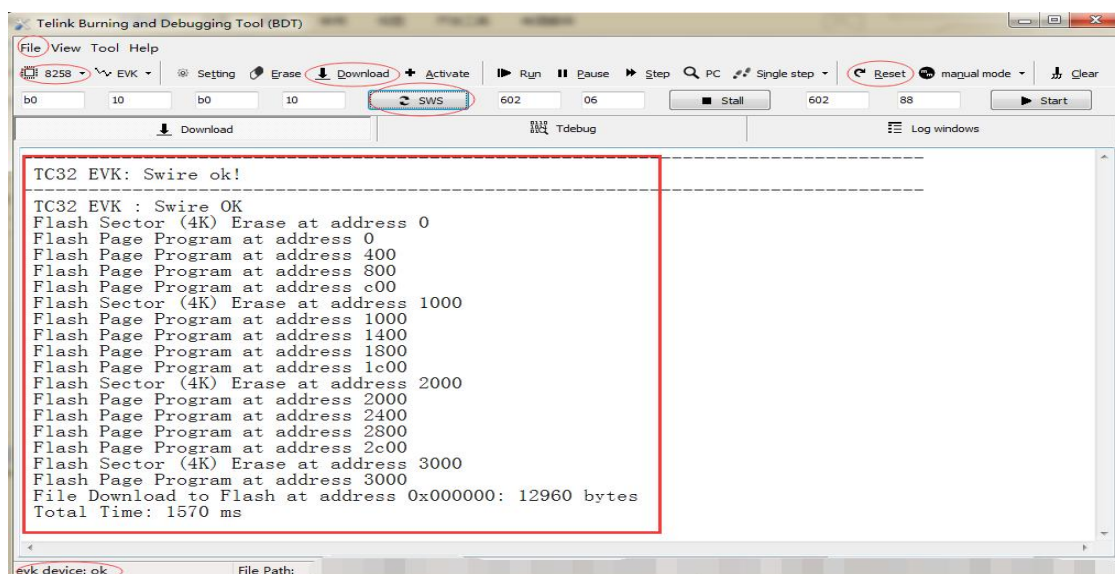 Telink Burning and Debugging Tool (BDT)
File View Tool Help
8258 EVK Setting Erase Download Activate Run Pause Step PC Single step Reset manual mode Clear
b0 10 b0 10 SWS 602 06 Stall 602 88 Start
Download Tdebug Log windows
TC32 EVK: Swire ok!
TC32 EVK : Swire OK
Flash Sector (4K) Erase at address 0
Flash Page Program at address 0
Flash Page Program at address 400
Flash Page Program at address 800
Flash Page Program at address c00
Flash Sector (4K) Erase at address 1000
Flash Page Program at address 1000
Flash Page Program at address 1400
Flash Page Program at address 1800
Flash Page Program at address 1c00
Flash Sector (4K) Erase at address 2000
Flash Page Program at address 2000
Flash Page Program at address 2400
Flash Page Program at address 2800
Flash Page Program at address 2c00
Flash Sector (4K) Erase at address 3000
Flash Page Program at address 3000
File Download to Flash at address 0x000000: 12960 bytes
Total Time: 1570 ms
evk device: ok File Path: